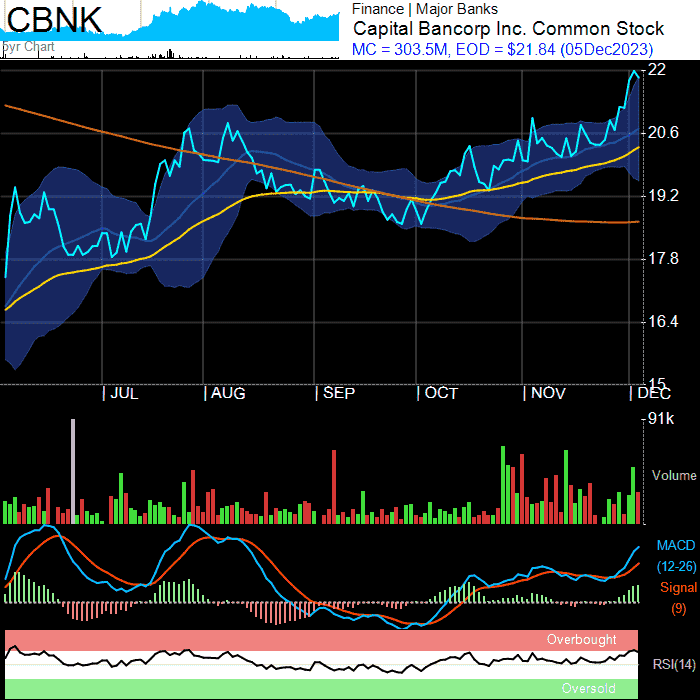 CBNK
5yr Chart
Finance | Major Banks
Capital Bancorp Inc. Common Stock
MC = 303.5M, EOD = $21.84 (05Dec2023)
22
20.6
19.2
17.8
16.4
15
| JUL | AUG | SEP | OCT | NOV | DEC
91k
Volume
MACD
(12-26)
Signal
(9)
Overbought
RSI(14)
Oversold